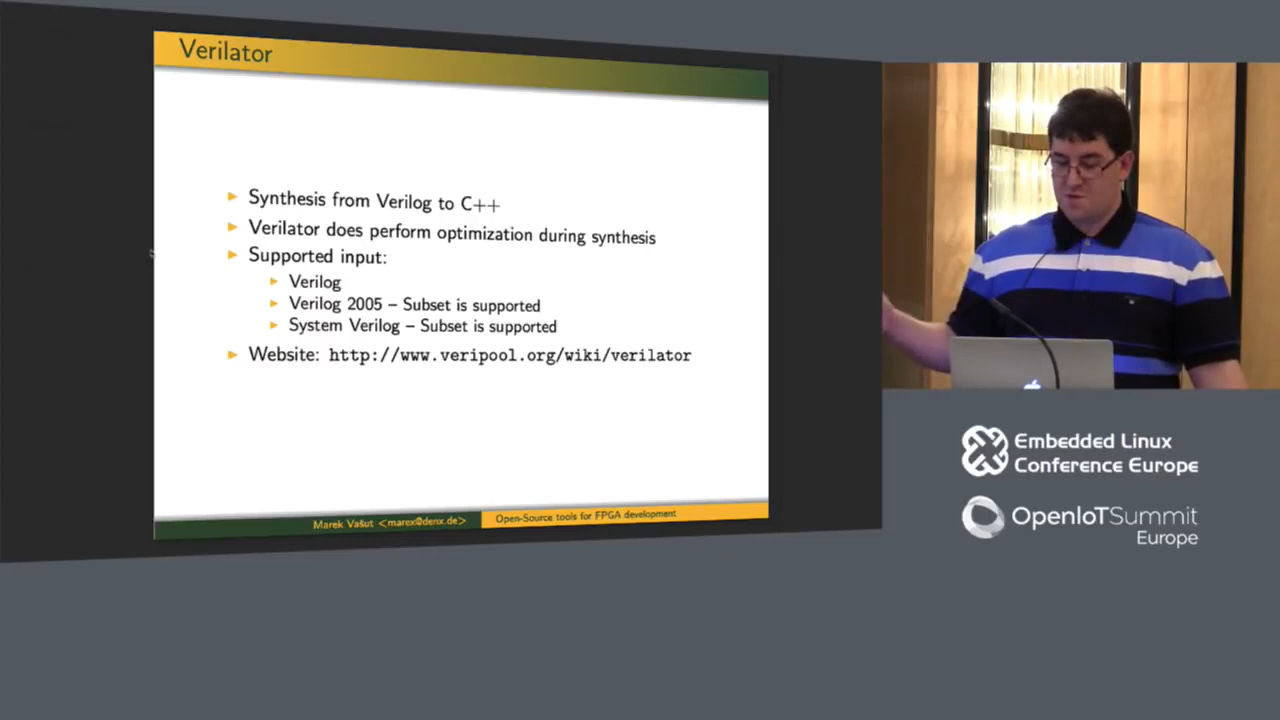 Verilator
▶ Synthesis from Verilog to C++
▶ Verilator does perform optimization during synthesis
▶ Supported input:
▶ Verilog
▶ Verilog 2005 – Subset is supported
▶ System Verilog – Subset is supported
▶ Website: http://www.veripool.org/wiki/verilator
Marek Vašut <marex@denx.de>
Open-Source tools for FPGA development
Embedded Linux
Conference Europe
OpenIoTSummit
Europe